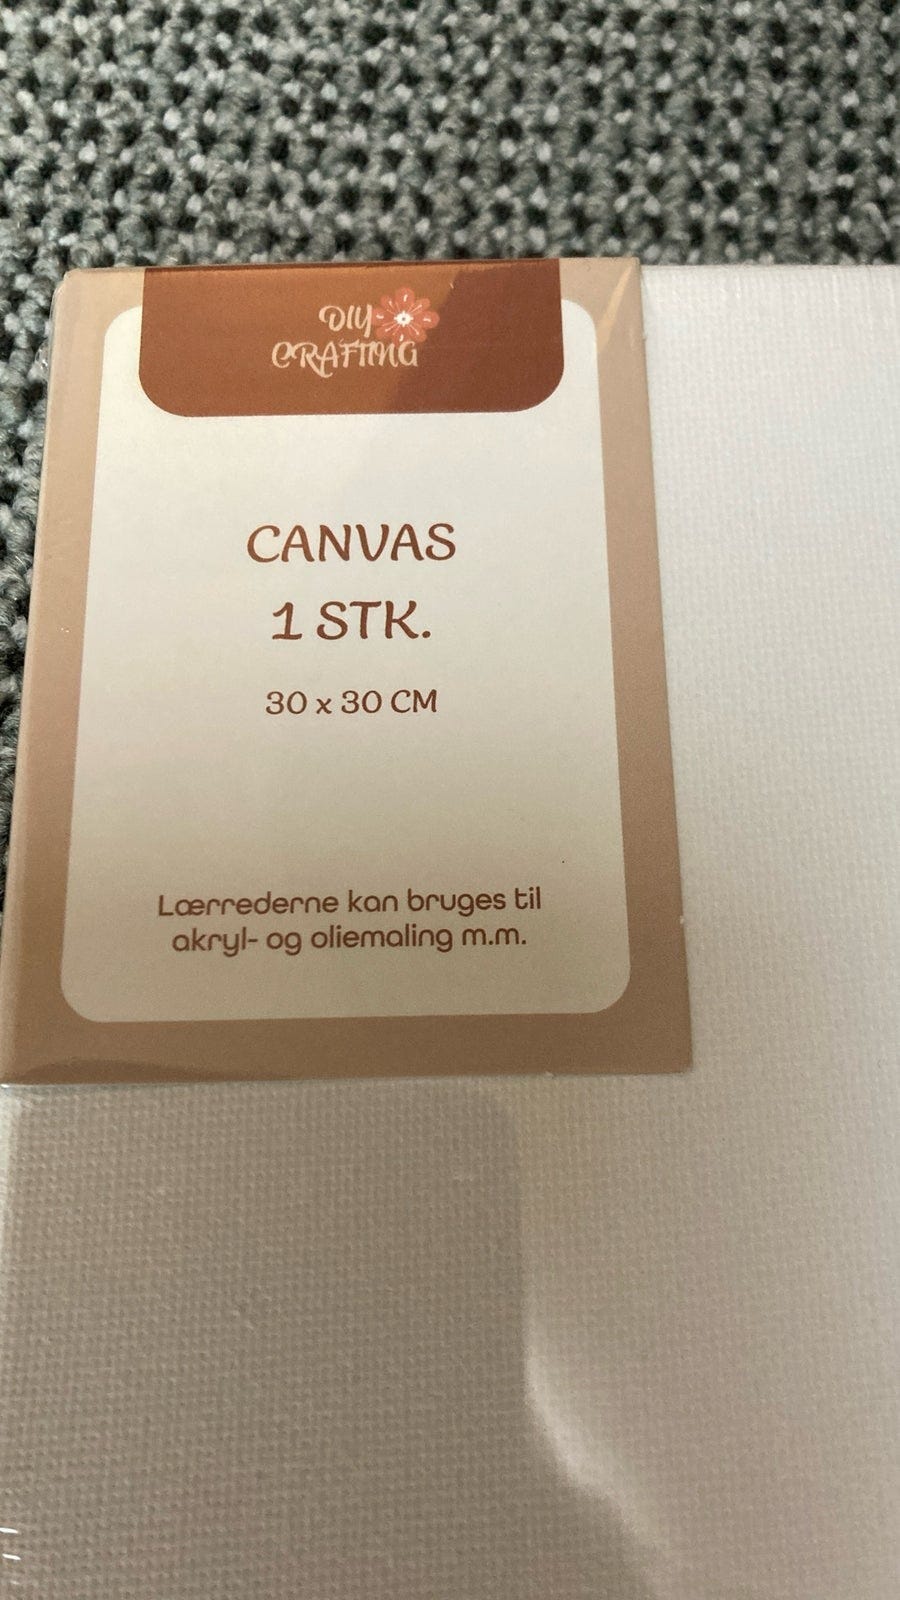 DIY
CRAFTING
CANVAS
1 STK.
30 x 30 CM
Lærrederne kan bruges til
akryl- og oliemaling m.m.